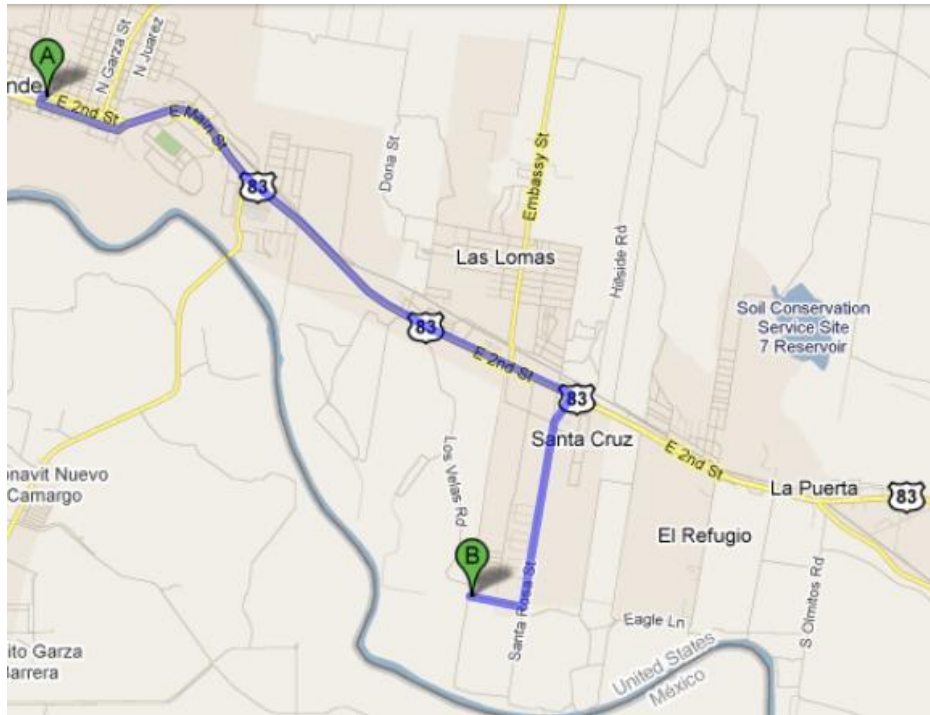 A
N Garza St
N Juarez
nde
E 2nd St
E Main St
Doria St
83
Embassy St
Las Lomas
Hillside Rd
Soil Conservation
Service Site
7 Reservoir
83
E 2nd St
83
Santa Cruz
E 2nd St
Los Velas Rd
onavit Nuevo
Camargo
La Puerta
83
El Refugio
B
Santa Rosa St
Eagle Ln
S Olmitos Rd
ito Garza
Barrera
United States
México